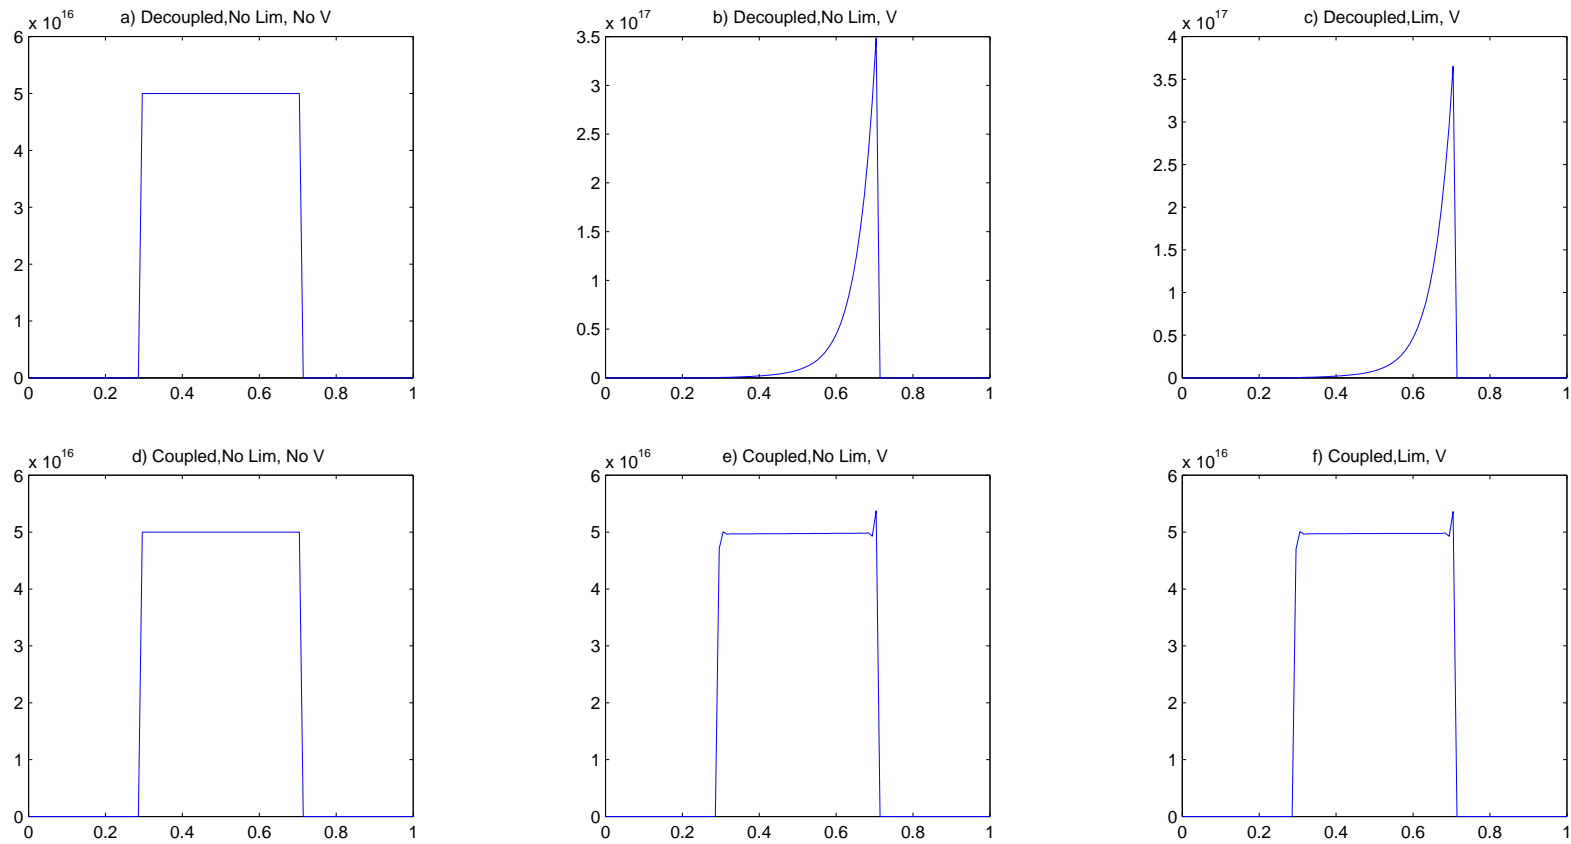 a) Decoupled,No Lim, No V
x 10^16
6
5
4
3
2
1
0
0 0.2 0.4 0.6 0.8 1
b) Decoupled,No Lim, V
x 10^17
3.5
3
2.5
2
1.5
1
0.5
0
0 0.2 0.4 0.6 0.8 1
c) Decoupled,Lim, V
x 10^17
4
3.5
3
2.5
2
1.5
1
0.5
0
0 0.2 0.4 0.6 0.8 1
d) Coupled,No Lim, No V
x 10^16
6
5
4
3
2
1
0
0 0.2 0.4 0.6 0.8 1
e) Coupled,No Lim, V
x 10^16
6
5
4
3
2
1
0
0 0.2 0.4 0.6 0.8 1
f) Coupled,Lim, V
x 10^16
6
5
4
3
2
1
0
0 0.2 0.4 0.6 0.8 1